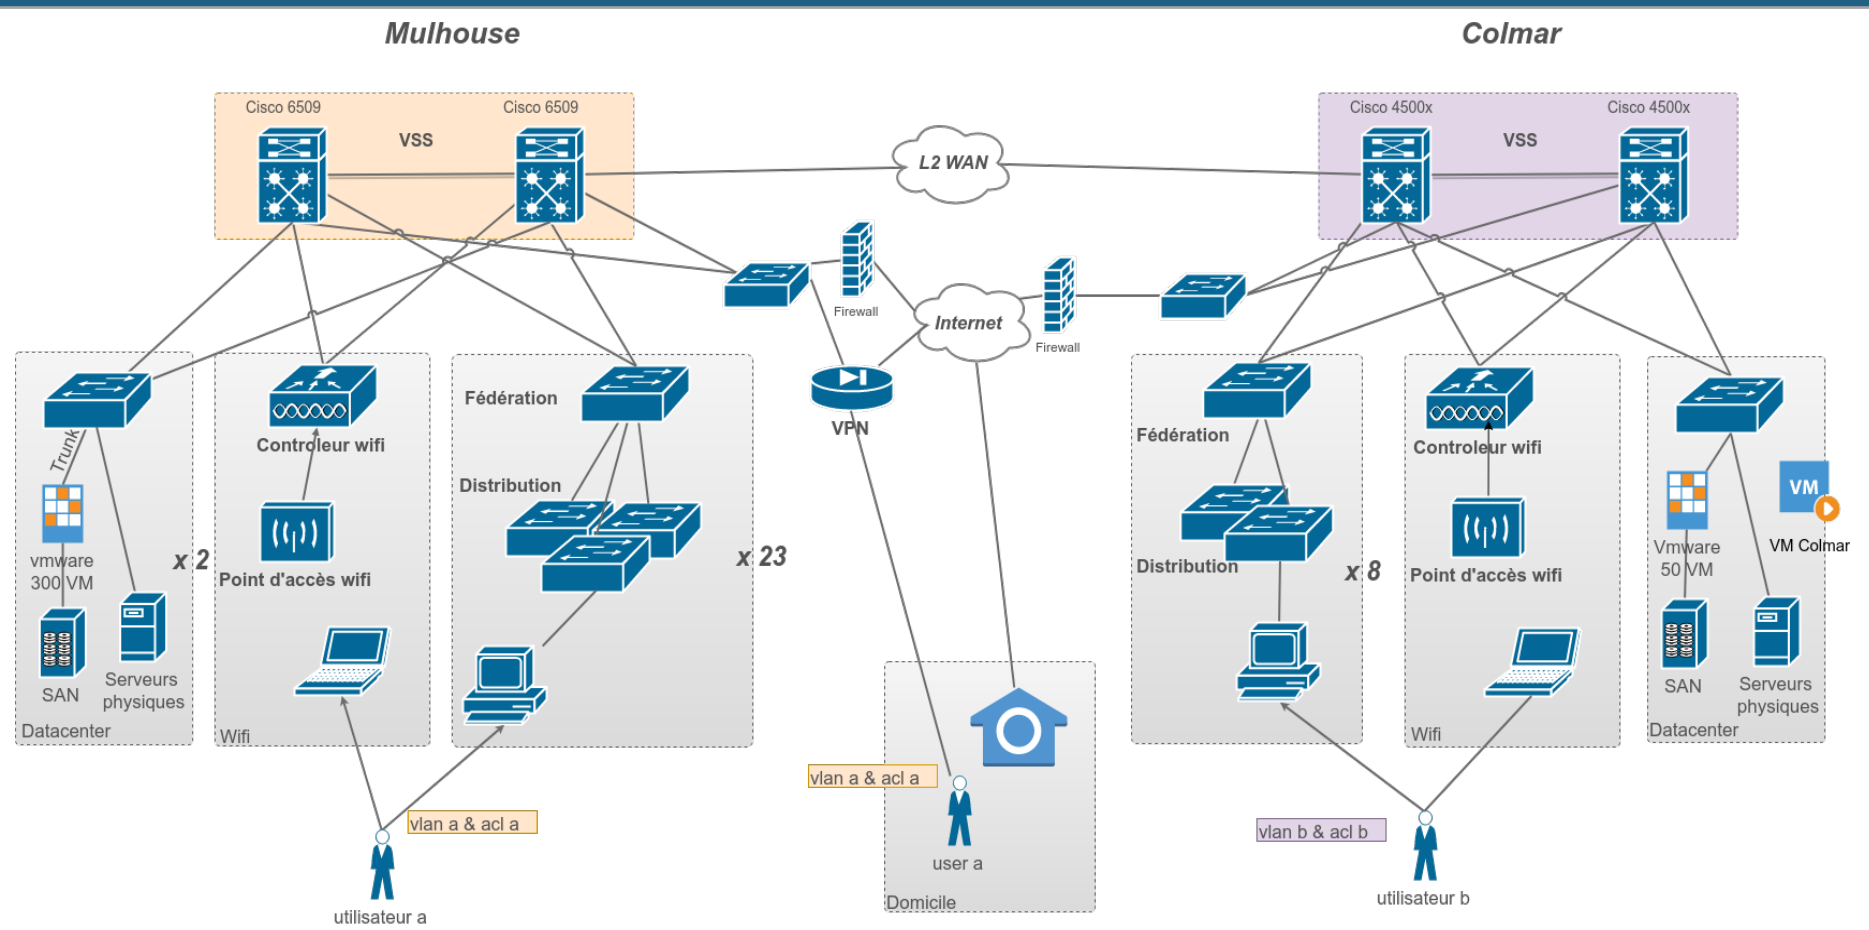 Mulhouse
Colmar
Cisco 6509
Cisco 6509
VSS
Cisco 4500x
Cisco 4500x
VSS
L2 WAN
Firewall
Internet
Firewall
VPN
Trunk
vmware
300 VM
SAN
Serveurs
physiques
Datacenter
x 2
Controleur wifi
Point d'accès wifi
Wifi
Fédération
Distribution
x 23
Fédération
Distribution
x 8
Controleur wifi
Point d'accès wifi
Wifi
Vmware
50 VM
VM
VM Colmar
SAN
Serveurs
physiques
Datacenter
vlan a & acl a
utilisateur a
vlan a & acl a
user a
Domicile
vlan b & acl b
utilisateur b